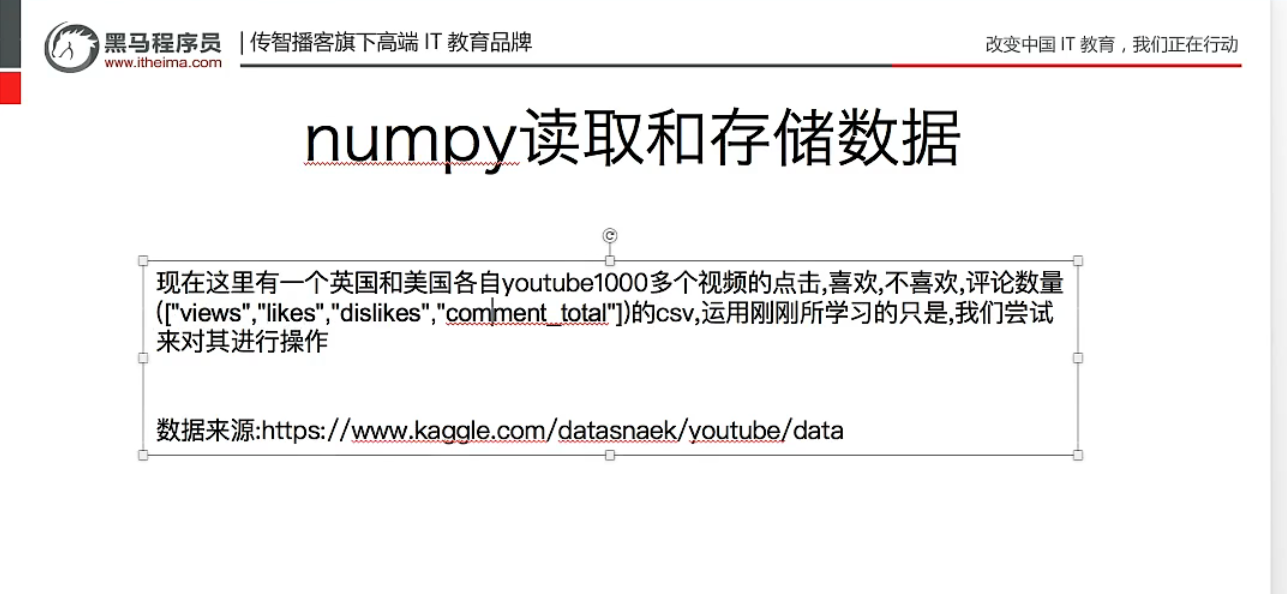 黑马程序员
www.itheima.com
传智播客旗下高端 IT 教育品牌
改变中国 IT 教育，我们正在行动
numpy读取和存储数据
现在这里有一个英国和美国各自youtube1000多个视频的点击,喜欢,不喜欢,评论数量
(["views","likes","dislikes","comment_total"])的csv,运用刚刚所学习的只是,我们尝试
来对其进行操作
数据来源:https://www.kaggle.com/datasnaek/youtube/data